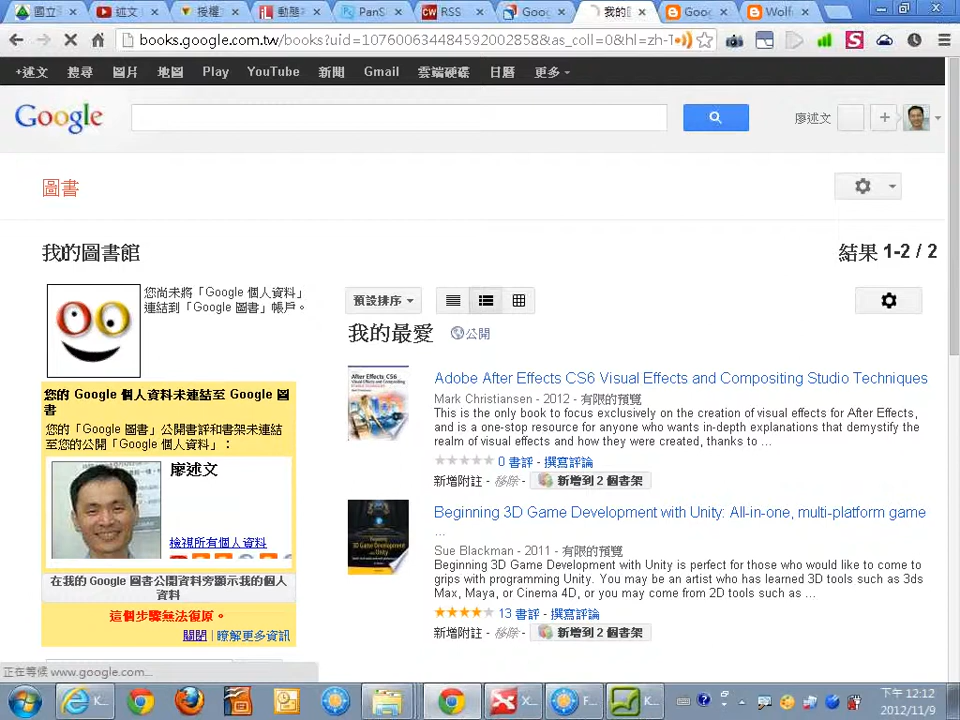 國立
述文
授權
動態
PanS
RSS
Goog
我的
Goog
Wolf
books.google.com.tw/books?uid=107600634484592002858&as_coll=0&hl=zh-T
+述文 搜尋 圖片 地圖 Play YouTube 新聞 Gmail 雲端硬碟 日曆 更多
Google
廖述文
圖書
我的圖書館
結果 1-2 / 2
您尚未將「Google 個人資料」
連結到「Google 圖書」帳戶。
您的 Google 個人資料未連結至 Google 圖
書
您的「Google 圖書」公開書評和書架未連結
至您的公開「Google 個人資料」：
廖述文
檢視所有個人資料
在我的 Google 圖書公開資料旁顯示我的個人
資料
這個步驟無法復原。
關閉 | 瞭解更多資訊
預設排序
我的最愛 公開
After Effects CS6
Adobe After Effects CS6 Visual Effects and Compositing Studio Techniques
Mark Christiansen - 2012 - 有限的預覽
This is the only book to focus exclusively on the creation of visual effects for After Effects,
and is a one-stop resource for anyone who wants in-depth explanations that demystify the
realm of visual effects and how they were created, thanks to ...
0 書評 - 撰寫評論
新增附註 - 移除 - 新增到 2 個書架
Beginning 3D Game Development with Unity: All-in-one, multi-platform game
...
Sue Blackman - 2011 - 有限的預覽
Beginning 3D Game Development with Unity is perfect for those who would like to come to
grips with programming Unity. You may be an artist who has learned 3D tools such as 3ds
Max, Maya, or Cinema 4D, or you may come from 2D tools such as ...
13 書評 - 撰寫評論
新增附註 - 移除 - 新增到 2 個書架
正在等候 www.google.com...
K...
X...
F...
K...
下午 12:12
2012/11/9